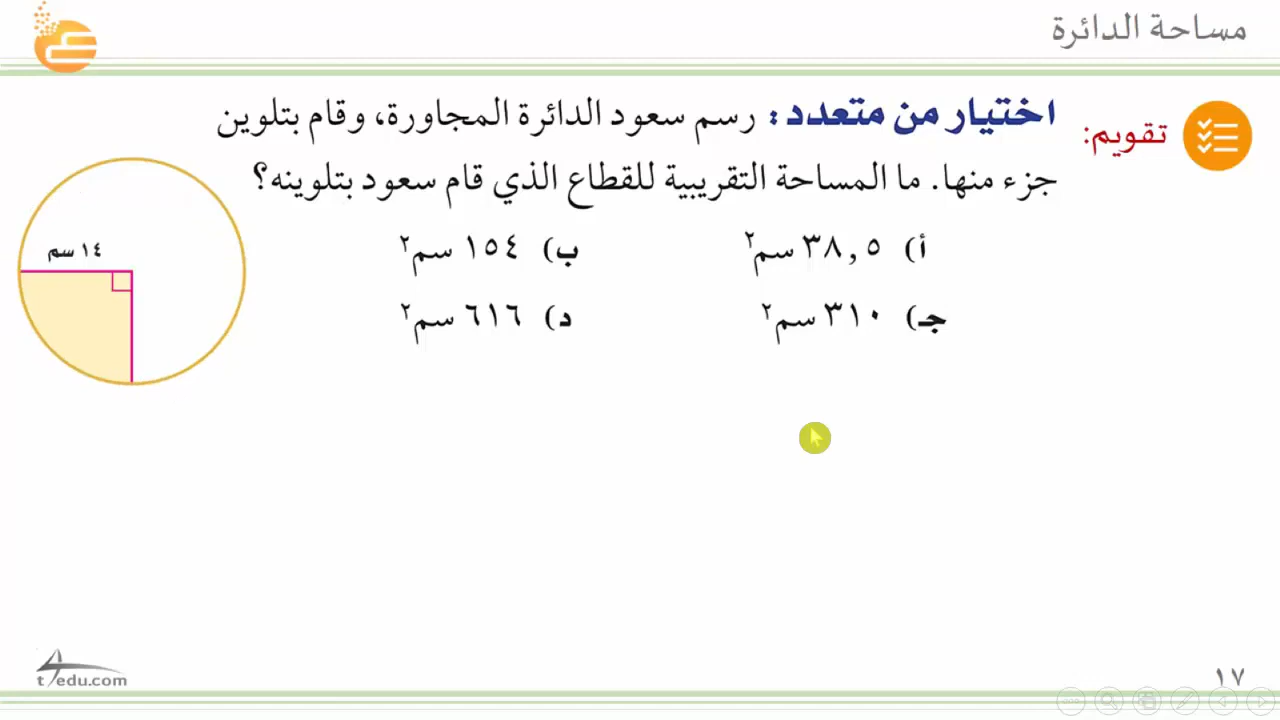 مساحة الدائرة
تقويم:
اختيار من متعدد: رسم سعود الدائرة المجاورة، وقام بتلوين
جزء منها. ما المساحة التقريبية للقطاع الذي قام سعود بتلوينه؟
أ) ٣٨,٥ سم٢
ب) ١٥٤ سم٢
جـ) ٣١٠ سم٢
د) ٦١٦ سم٢
١٤ سم
t4edu.com
١٧